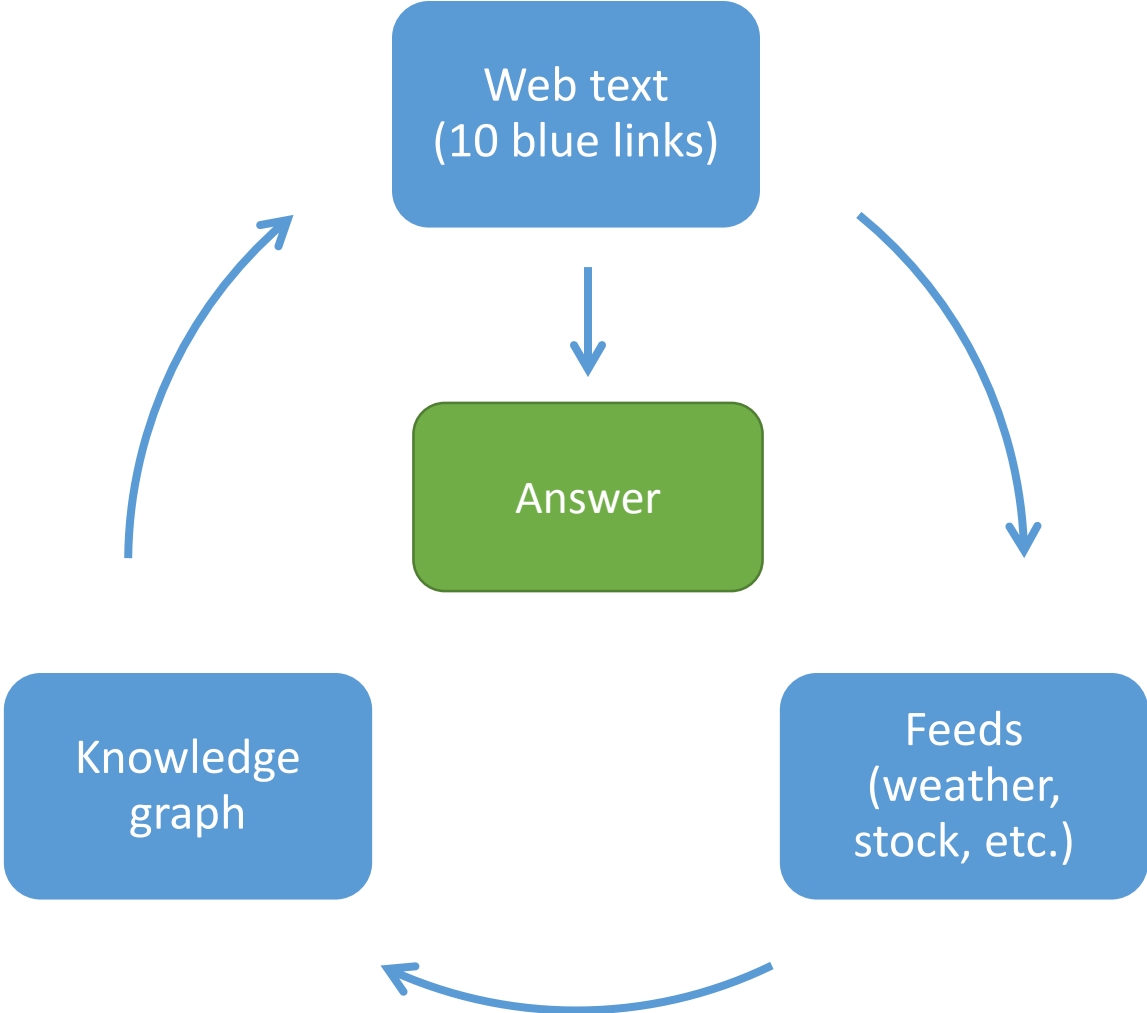 Web text
(10 blue links)
Answer
Knowledge
graph
Feeds
(weather,
stock, etc.)